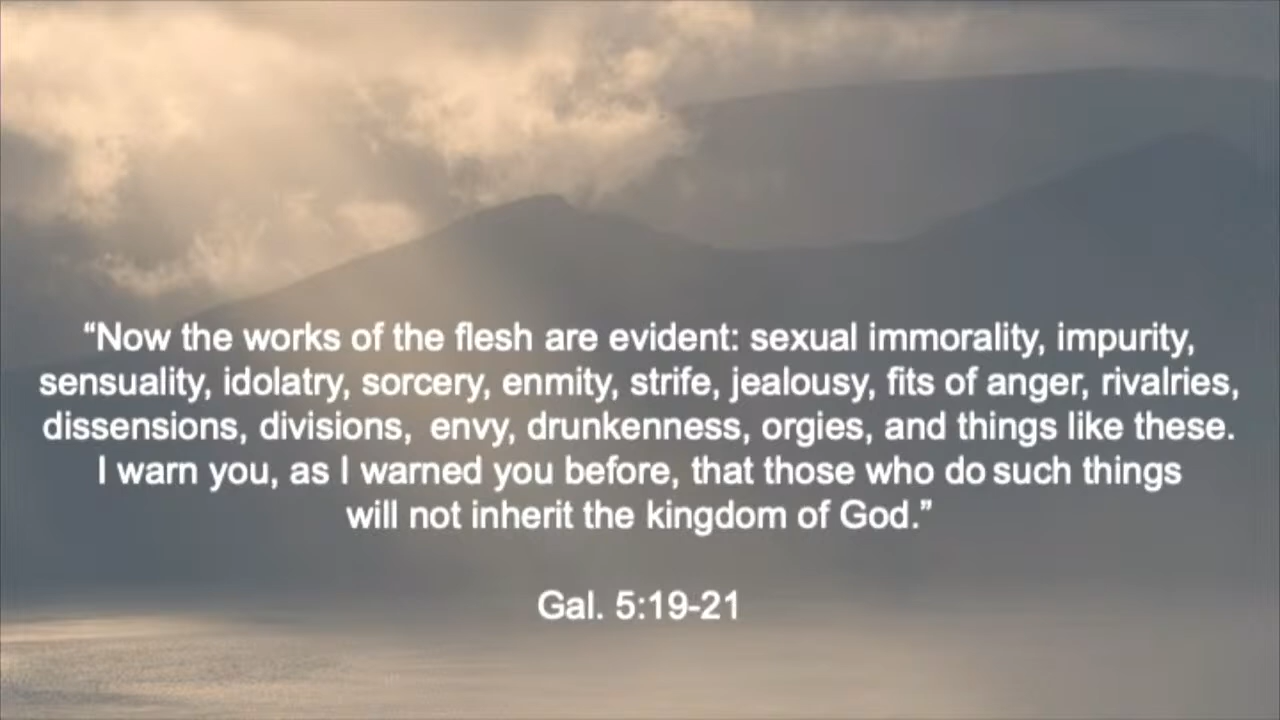 “Now the works of the flesh are evident: sexual immorality, impurity,
sensuality, idolatry, sorcery, enmity, strife, jealousy, fits of anger, rivalries,
dissensions, divisions,  envy, drunkenness, orgies, and things like these.
I warn you, as I warned you before, that those who do such things
will not inherit the kingdom of God.”
Gal. 5:19-21